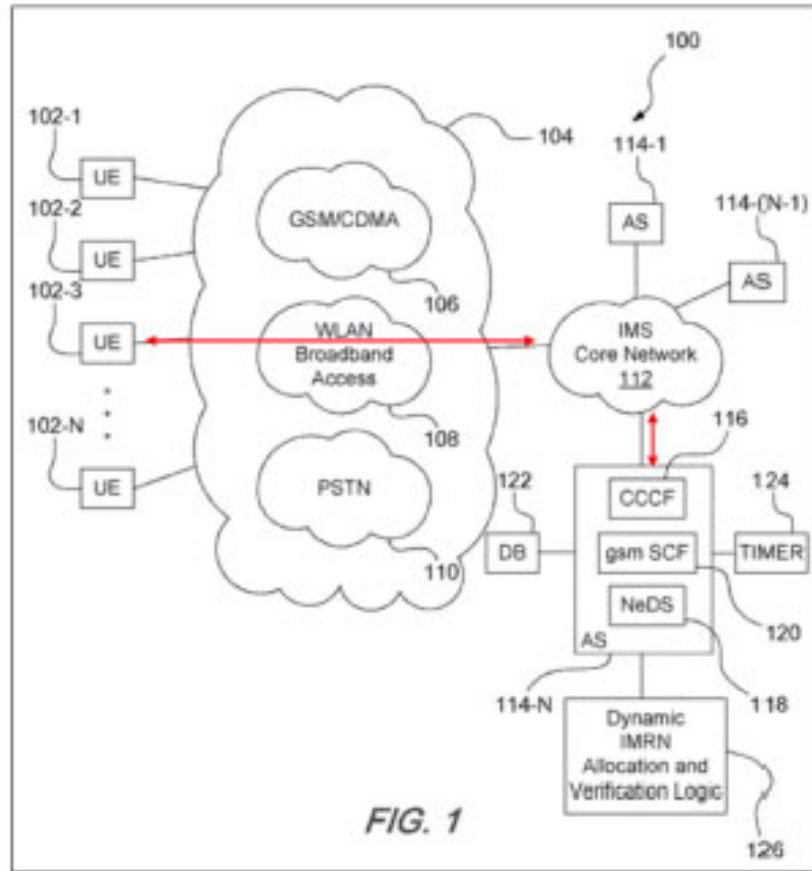 100
102-1
UE
104
114-1
AS
114-(N-1)
AS
102-2
UE
GSM/CDMA
106
102-3
UE
WLAN
Broadband
Access
108
IMS
Core Network
112
102-N
UE
PSTN
110
116
CCCF
122
DB
gsm SCF
124
TIMER
120
NeDS
AS
118
114-N
Dynamic
IMRN
Allocation and
Verification Logic
126
FIG. 1